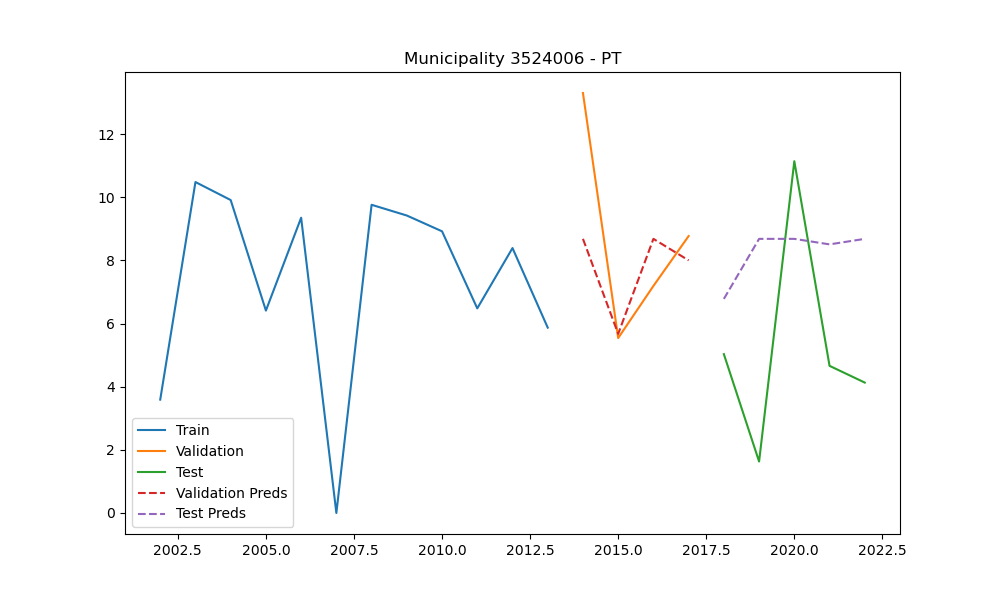 Municipality 3524006 - PT
12
10
8
6
4
2
0
Train
Validation
Test
Validation Preds
Test Preds
2002.5 2005.0 2007.5 2010.0 2012.5 2015.0 2017.5 2020.0 2022.5